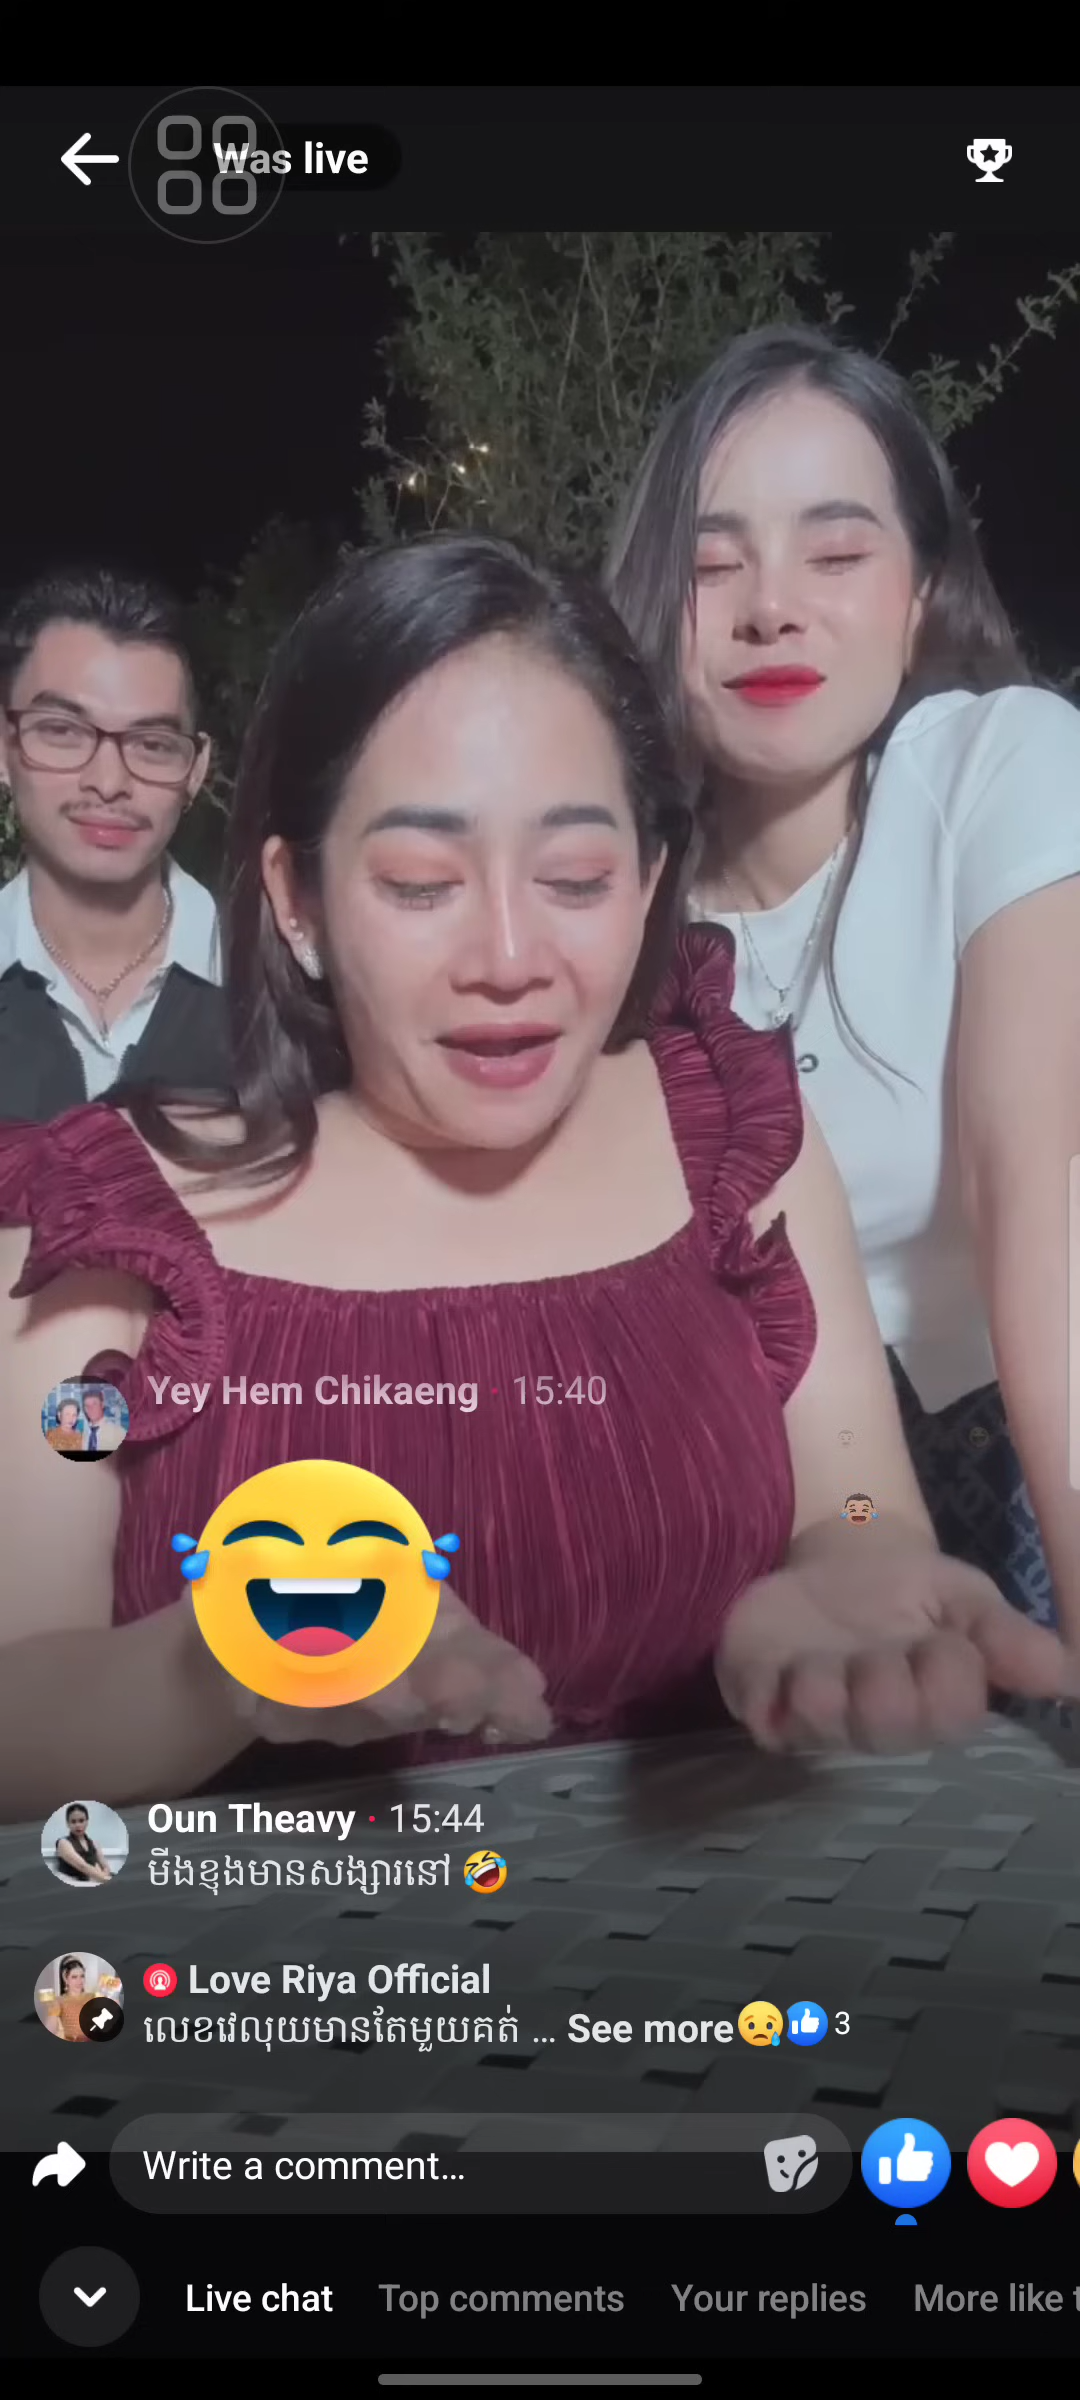 Was live
Yey Hem Chikaeng · 15:40
Oun Theavy · 15:44
មីងខ្ញុងមានសង្សារនៅ 🤣
Love Riya Official
លេខវេលុយមានតែមួយគត់ ... See more 😥👍 3
Write a comment...
Live chat Top comments Your replies More like t